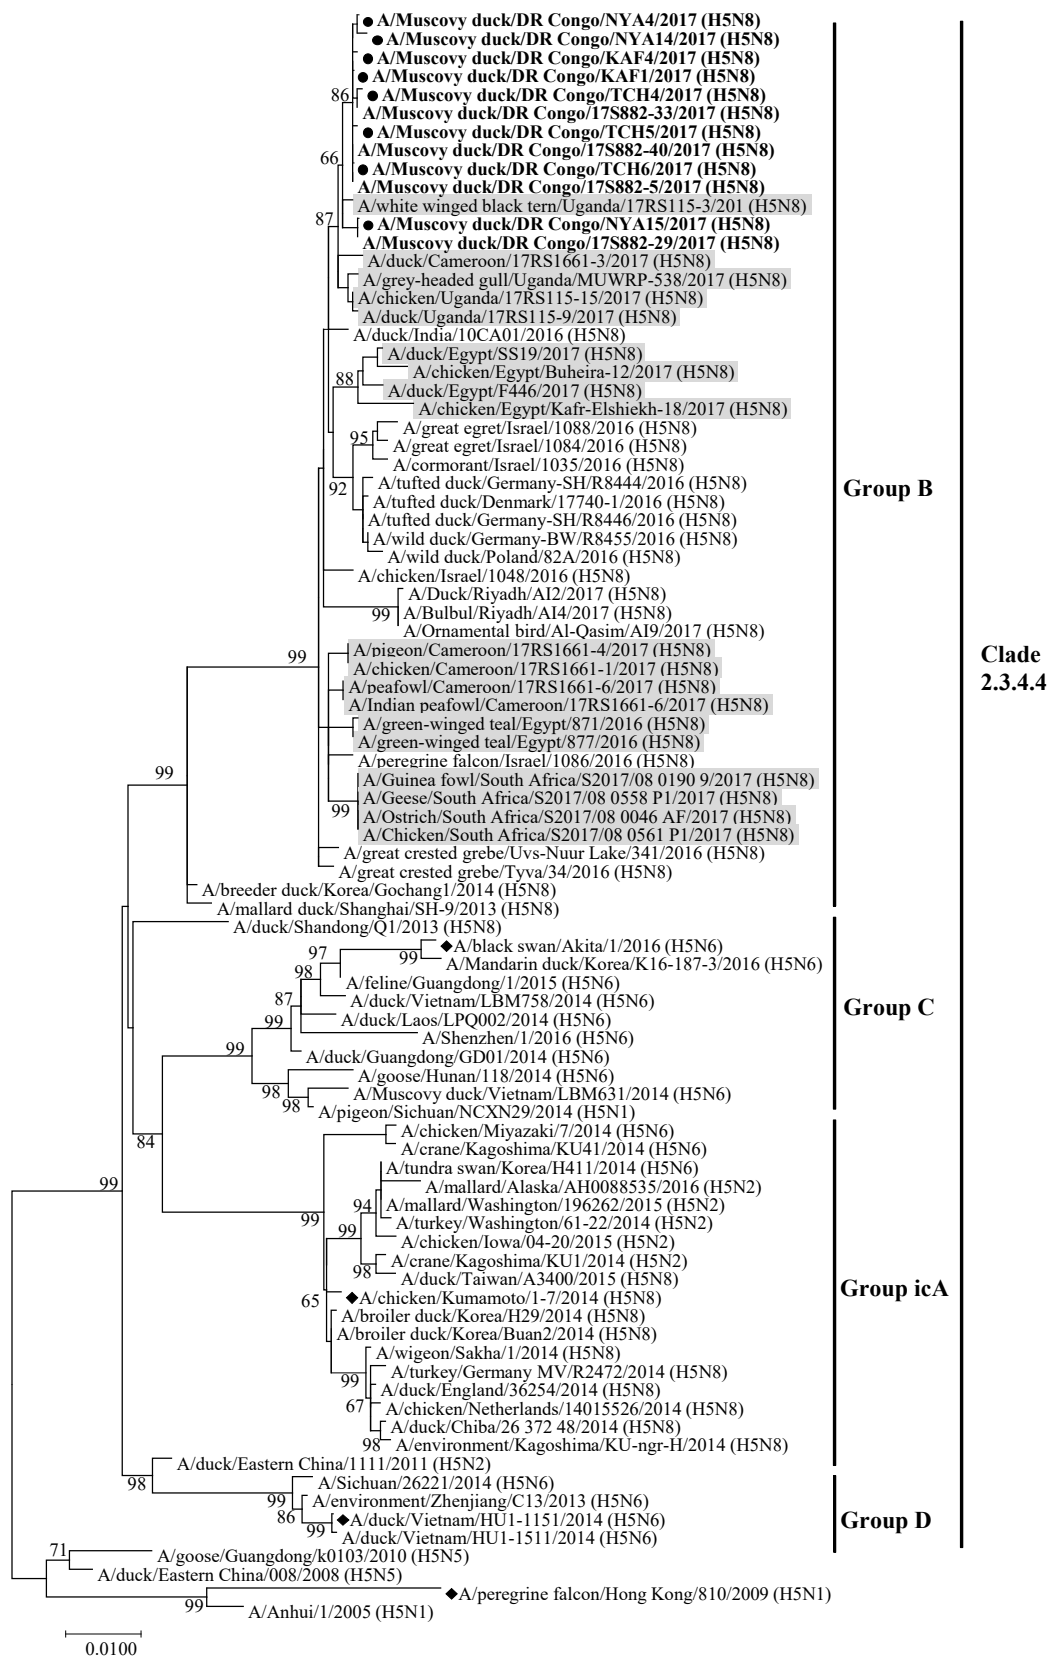 ● A/Muscovy duck/DR Congo/NYA4/2017 (H5N8)
● A/Muscovy duck/DR Congo/NYA14/2017 (H5N8)
● A/Muscovy duck/DR Congo/KAF4/2017 (H5N8)
● A/Muscovy duck/DR Congo/KAF1/2017 (H5N8)
86 ● A/Muscovy duck/DR Congo/TCH4/2017 (H5N8)
A/Muscovy duck/DR Congo/17S882-33/2017 (H5N8)
● A/Muscovy duck/DR Congo/TCH5/2017 (H5N8)
A/Muscovy duck/DR Congo/17S882-40/2017 (H5N8)
66 ● A/Muscovy duck/DR Congo/TCH6/2017 (H5N8)
A/Muscovy duck/DR Congo/17S882-5/2017 (H5N8)
A/white winged black tern/Uganda/17RS115-3/201 (H5N8)
87 ● A/Muscovy duck/DR Congo/NYA15/2017 (H5N8)
A/Muscovy duck/DR Congo/17S882-29/2017 (H5N8)
A/duck/Cameroon/17RS1661-3/2017 (H5N8)
A/grey-headed gull/Uganda/MUWRP-538/2017 (H5N8)
A/chicken/Uganda/17RS115-15/2017 (H5N8)
A/duck/Uganda/17RS115-9/2017 (H5N8)
A/duck/India/10CA01/2016 (H5N8)
A/duck/Egypt/SS19/2017 (H5N8)
A/chicken/Egypt/Buheira-12/2017 (H5N8)
88 A/duck/Egypt/F446/2017 (H5N8)
A/chicken/Egypt/Kafr-Elshiekh-18/2017 (H5N8)
A/great egret/Israel/1088/2016 (H5N8)
95 A/great egret/Israel/1084/2016 (H5N8)
A/cormorant/Israel/1035/2016 (H5N8)
92 A/tufted duck/Germany-SH/R8444/2016 (H5N8)
Group B
A/tufted duck/Denmark/17740-1/2016 (H5N8)
A/tufted duck/Germany-SH/R8446/2016 (H5N8)
A/wild duck/Germany-BW/R8455/2016 (H5N8)
A/wild duck/Poland/82A/2016 (H5N8)
A/chicken/Israel/1048/2016 (H5N8)
A/Duck/Riyadh/AI2/2017 (H5N8)
99 A/Bulbul/Riyadh/AI4/2017 (H5N8)
A/Ornamental bird/Al-Qasim/AI9/2017 (H5N8)
99 A/pigeon/Cameroon/17RS1661-4/2017 (H5N8)
Clade
2.3.4.4
A/chicken/Cameroon/17RS1661-1/2017 (H5N8)
A/peafowl/Cameroon/17RS1661-6/2017 (H5N8)
A/Indian peafowl/Cameroon/17RS1661-6/2017 (H5N8)
A/green-winged teal/Egypt/871/2016 (H5N8)
A/green-winged teal/Egypt/877/2016 (H5N8)
A/peregrine falcon/Israel/1086/2016 (H5N8)
99 A/Guinea fowl/South Africa/S2017/08 0190 9/2017 (H5N8)
A/Geese/South Africa/S2017/08 0558 P1/2017 (H5N8)
99 A/Ostrich/South Africa/S2017/08 0046 AF/2017 (H5N8)
A/Chicken/South Africa/S2017/08 0561 P1/2017 (H5N8)
A/great crested grebe/Uvs-Nuur Lake/341/2016 (H5N8)
A/great crested grebe/Tyva/34/2016 (H5N8)
A/breeder duck/Korea/Gochang1/2014 (H5N8)
A/mallard duck/Shanghai/SH-9/2013 (H5N8)
A/duck/Shandong/Q1/2013 (H5N8)
◆A/black swan/Akita/1/2016 (H5N6)
97 99 A/Mandarin duck/Korea/K16-187-3/2016 (H5N6)
98 A/feline/Guangdong/1/2015 (H5N6)
87 A/duck/Vietnam/LBM758/2014 (H5N6)
Group C
99 A/duck/Laos/LPQ002/2014 (H5N6)
A/Shenzhen/1/2016 (H5N6)
99 A/duck/Guangdong/GD01/2014 (H5N6)
A/goose/Hunan/118/2014 (H5N6)
98 A/Muscovy duck/Vietnam/LBM631/2014 (H5N6)
98 A/pigeon/Sichuan/NCXN29/2014 (H5N1)
84 A/chicken/Miyazaki/7/2014 (H5N6)
A/crane/Kagoshima/KU41/2014 (H5N6)
A/tundra swan/Korea/H411/2014 (H5N6)
99 A/mallard/Alaska/AH0088535/2016 (H5N2)
94 A/mallard/Washington/196262/2015 (H5N2)
99 A/turkey/Washington/61-22/2014 (H5N2)
99 A/chicken/Iowa/04-20/2015 (H5N2)
A/crane/Kagoshima/KU1/2014 (H5N2)
98 A/duck/Taiwan/A3400/2015 (H5N8)
Group icA
65 ◆A/chicken/Kumamoto/1-7/2014 (H5N8)
A/broiler duck/Korea/H29/2014 (H5N8)
A/broiler duck/Korea/Buan2/2014 (H5N8)
A/wigeon/Sakha/1/2014 (H5N8)
99 A/turkey/Germany MV/R2472/2014 (H5N8)
A/duck/England/36254/2014 (H5N8)
67 A/chicken/Netherlands/14015526/2014 (H5N8)
A/duck/Chiba/26 372 48/2014 (H5N8)
98 A/environment/Kagoshima/KU-ngr-H/2014 (H5N8)
A/duck/Eastern China/1111/2011 (H5N2)
98 A/Sichuan/26221/2014 (H5N6)
99 A/environment/Zhenjiang/C13/2013 (H5N6)
86 ◆A/duck/Vietnam/HU1-1151/2014 (H5N6)
Group D
99 A/duck/Vietnam/HU1-1511/2014 (H5N6)
71 A/goose/Guangdong/k0103/2010 (H5N5)
A/duck/Eastern China/008/2008 (H5N5)
◆A/peregrine falcon/Hong Kong/810/2009 (H5N1)
99 A/Anhui/1/2005 (H5N1)
0.0100